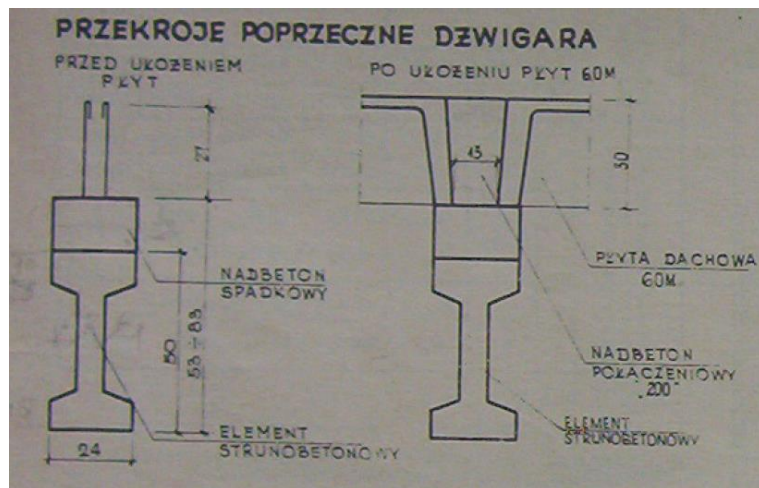 PRZEKROJE POPRZECZNE DŹWIGARA
PRZED UŁOŻENIEM
PŁYT
PO UŁOŻENIU PŁYT 60M
27
13
30
NADBETON
SPADKOWY
PŁYTA DACHOWA
60M
50
53÷83
NADBETON
POŁĄCZENIOWY
"200"
ELEMENT
STRUNOBETONOWY
ELEMENT
STRUNOBETONOWY
24